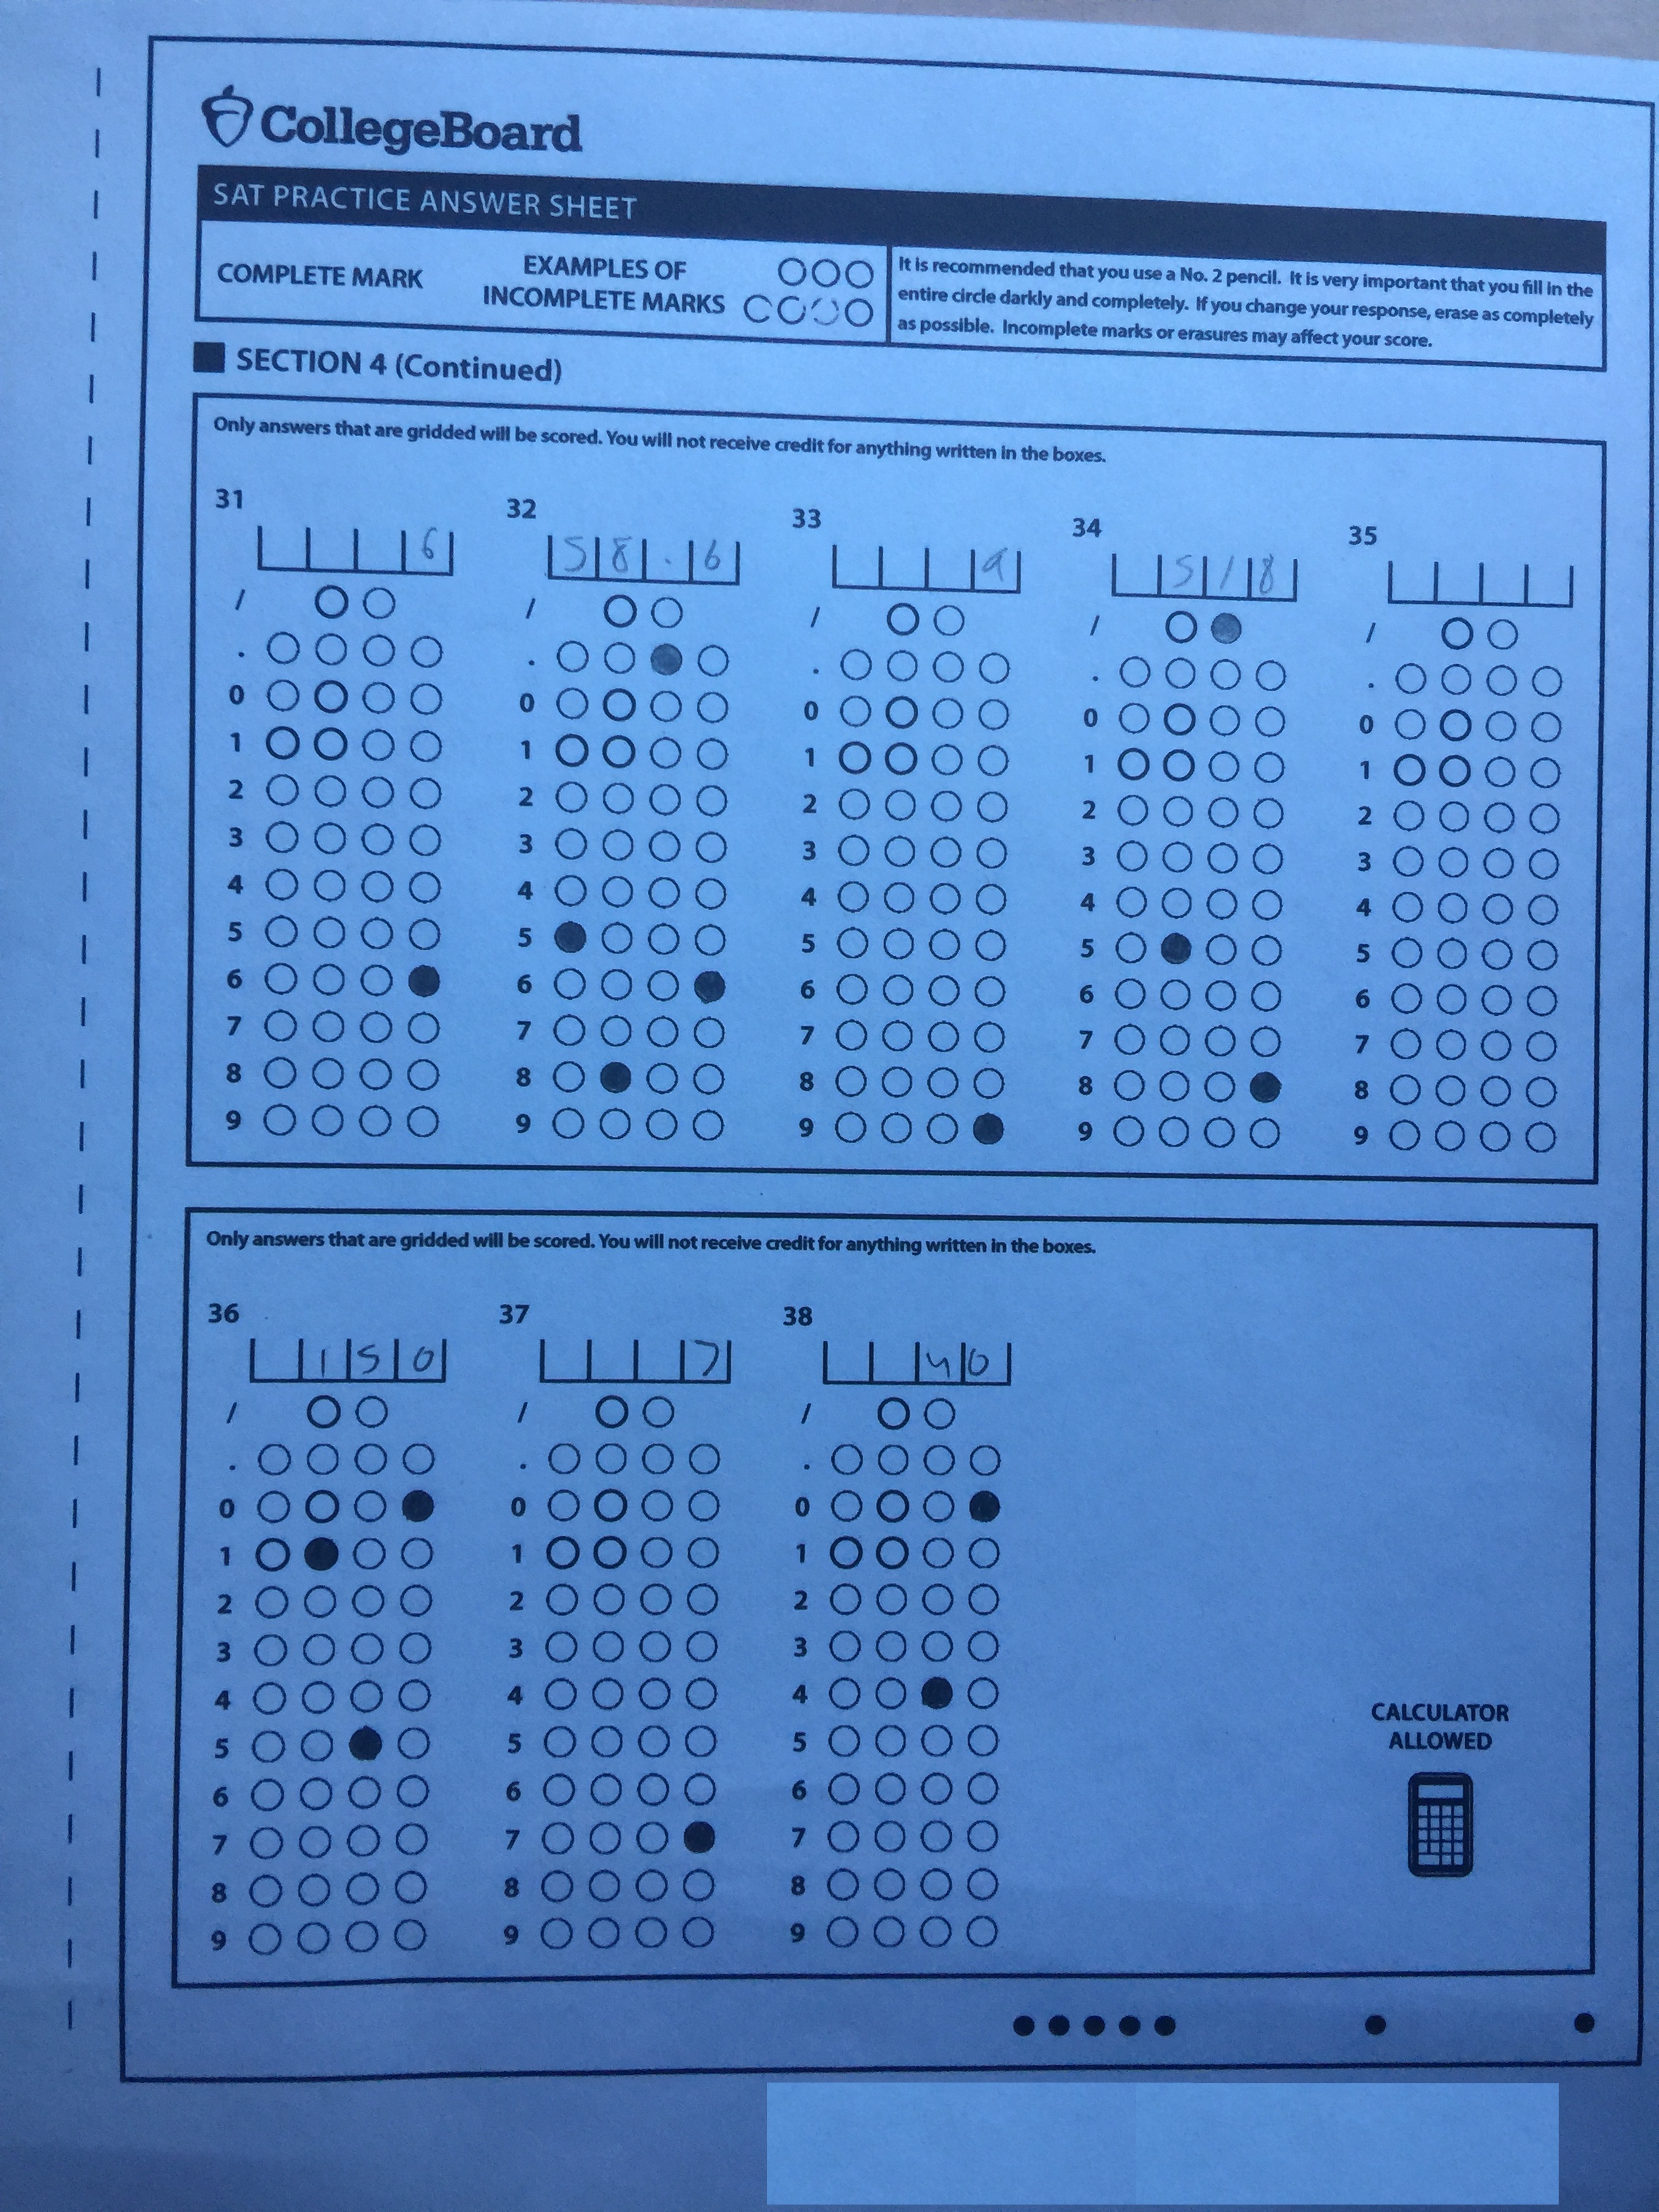 CollegeBoard
SAT PRACTICE ANSWER SHEET
COMPLETE MARK
EXAMPLES OF
INCOMPLETE MARKS
It is recommended that you use a No. 2 pencil. It is very important that you fill in the
entire circle darkly and completely. If you change your response, erase as completely
as possible. Incomplete marks or erasures may affect your score.
SECTION 4 (Continued)
Only answers that are gridded will be scored. You will not receive credit for anything written in the boxes.
31 32 33 34 35
6 58.6 9 5/8
/ / / / /
. . . . .
0 0 0 0 0
1 1 1 1 1
2 2 2 2 2
3 3 3 3 3
4 4 4 4 4
5 5 5 5 5
6 6 6 6 6
7 7 7 7 7
8 8 8 8 8
9 9 9 9 9
Only answers that are gridded will be scored. You will not receive credit for anything written in the boxes.
36 37 38
150 7 40
/ / /
. . .
0 0 0
1 1 1
2 2 2
3 3 3
4 4 4
5 5 5
6 6 6
7 7 7
8 8 8
9 9 9
CALCULATOR
ALLOWED